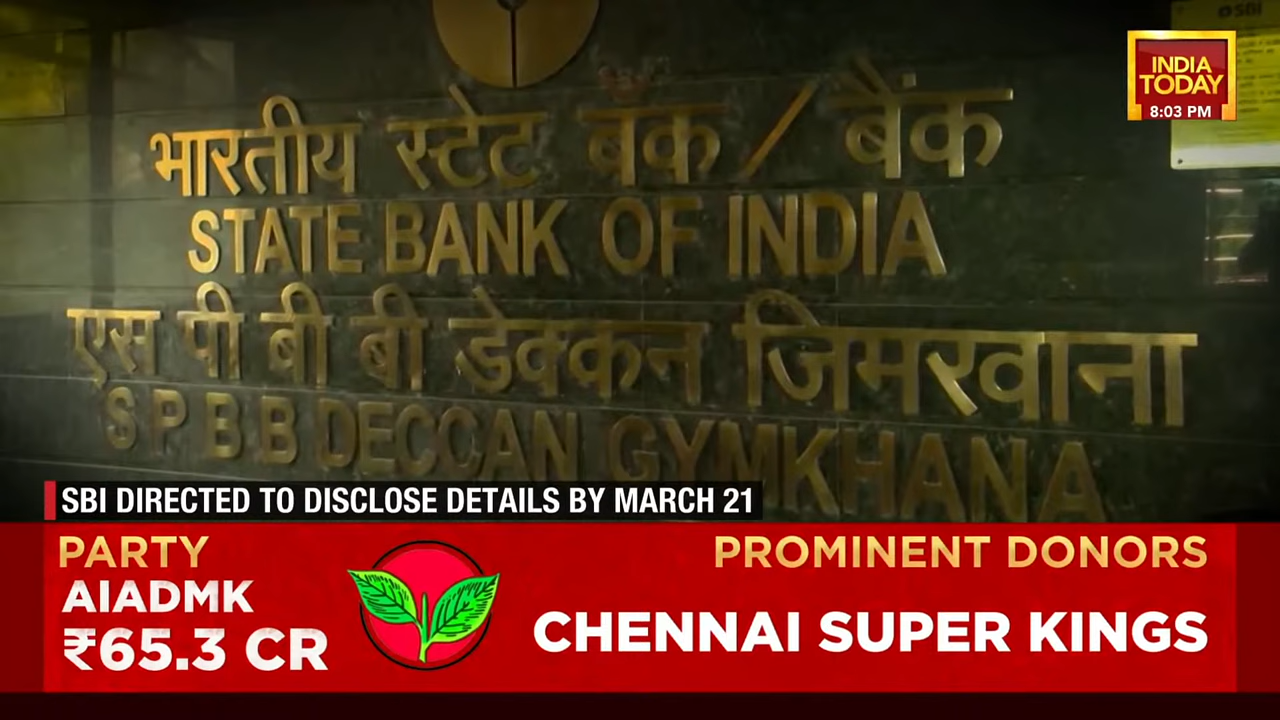 SBI
INDIA
TODAY
8:03 PM
भारतीय स्टेट बँक / बैंक
STATE BANK OF INDIA
एस पी बी बी डेक्कन जिमखाना
S P B B DECCAN GYMKHANA
SBI DIRECTED TO DISCLOSE DETAILS BY MARCH 21
PARTY
AIADMK
₹65.3 CR
PROMINENT DONORS
CHENNAI SUPER KINGS